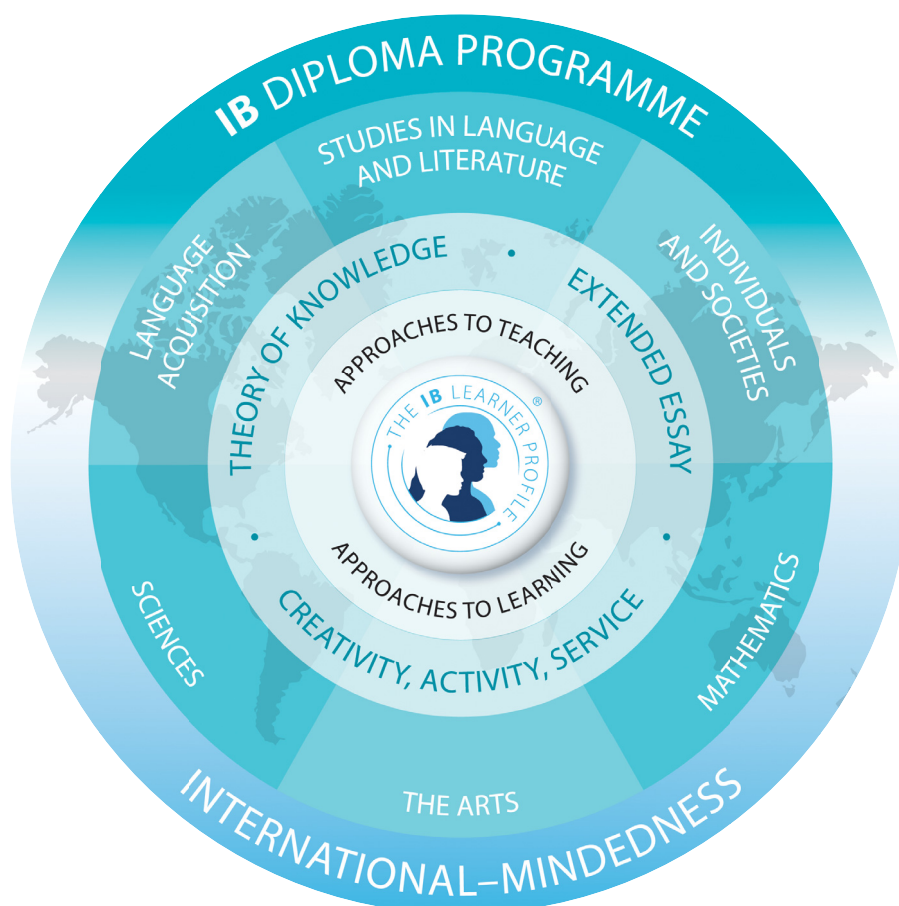 IB DIPLOMA PROGRAMME
STUDIES IN LANGUAGE
AND LITERATURE
LANGUAGE
ACQUISITION
INDIVIDUALS
AND SOCIETIES
THEORY OF KNOWLEDGE
•
EXTENDED ESSAY
APPROACHES TO TEACHING
THE IB LEARNER PROFILE
®
APPROACHES TO LEARNING
•
•
CREATIVITY, ACTIVITY, SERVICE
SCIENCES
MATHEMATICS
THE ARTS
INTERNATIONAL–MINDEDNESS